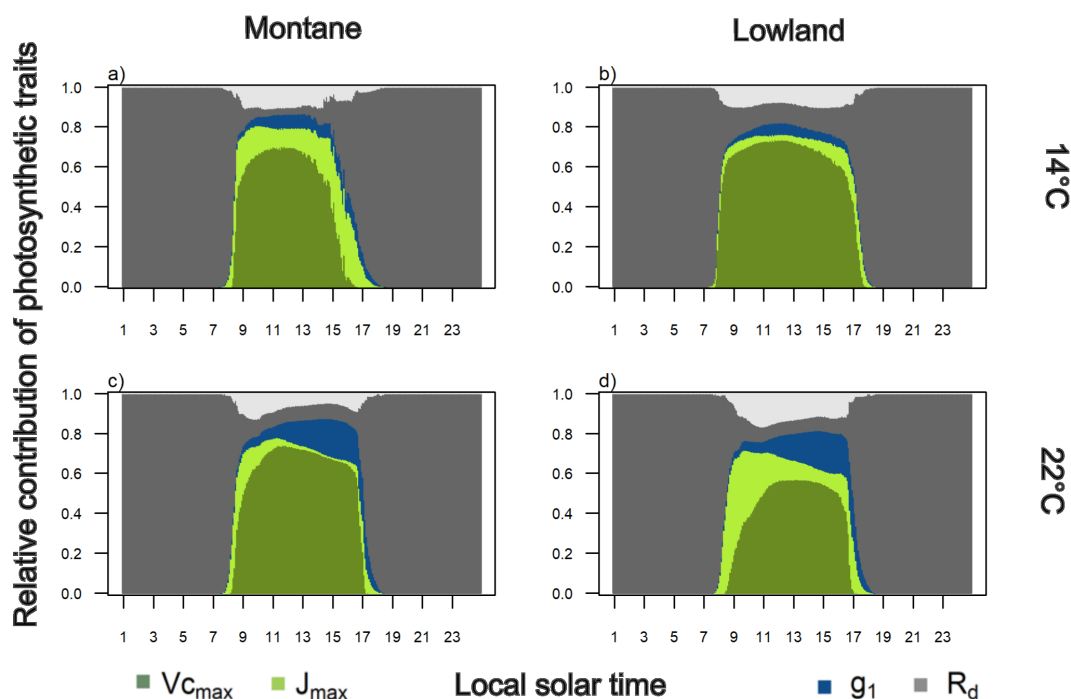 Montane
Lowland
Relative contribution of photosynthetic traits
a)
1.0
0.8
0.6
0.4
0.2
0.0
1 3 5 7 9 11 13 15 17 19 21 23
b)
1.0
0.8
0.6
0.4
0.2
0.0
1 3 5 7 9 11 13 15 17 19 21 23
14°C
c)
1.0
0.8
0.6
0.4
0.2
0.0
1 3 5 7 9 11 13 15 17 19 21 23
d)
1.0
0.8
0.6
0.4
0.2
0.0
1 3 5 7 9 11 13 15 17 19 21 23
22°C
Vcmax Jmax Local solar time g1 Rd